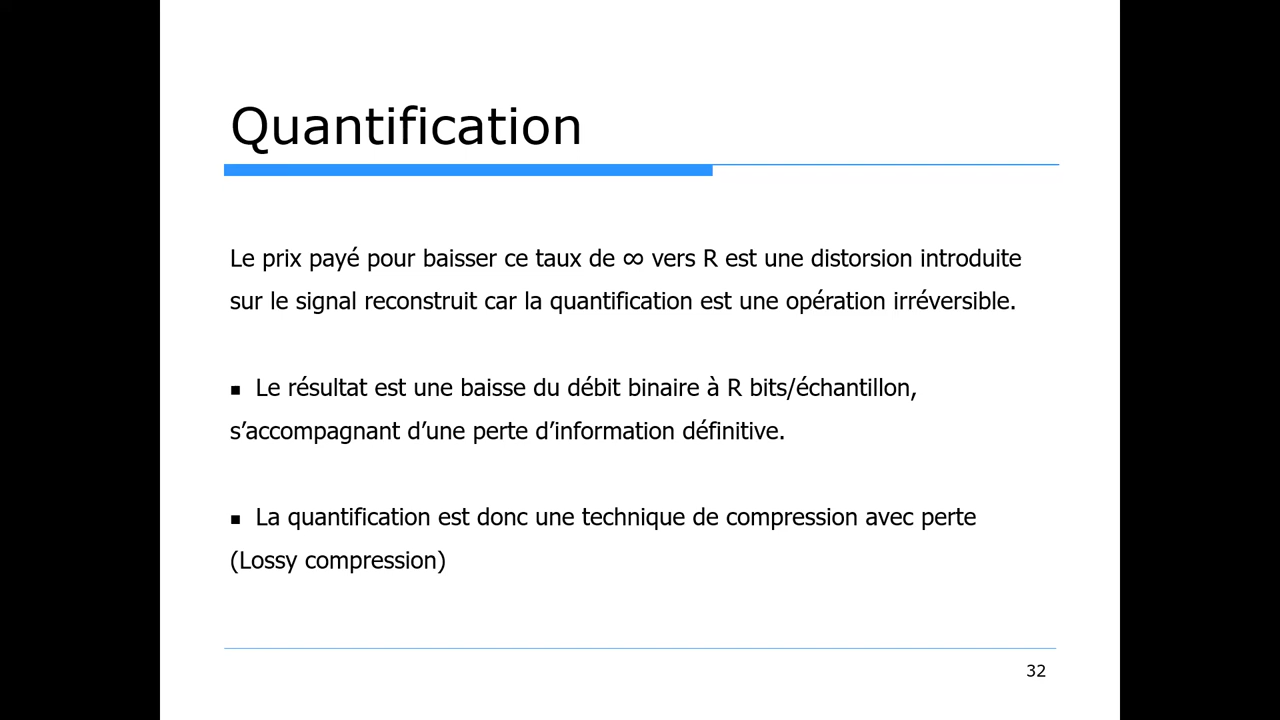 Quantification
Le prix payé pour baisser ce taux de ∞ vers R est une distorsion introduite
sur le signal reconstruit car la quantification est une opération irréversible.
▪ Le résultat est une baisse du débit binaire à R bits/échantillon,
s’accompagnant d’une perte d’information définitive.
▪ La quantification est donc une technique de compression avec perte
(Lossy compression)
32